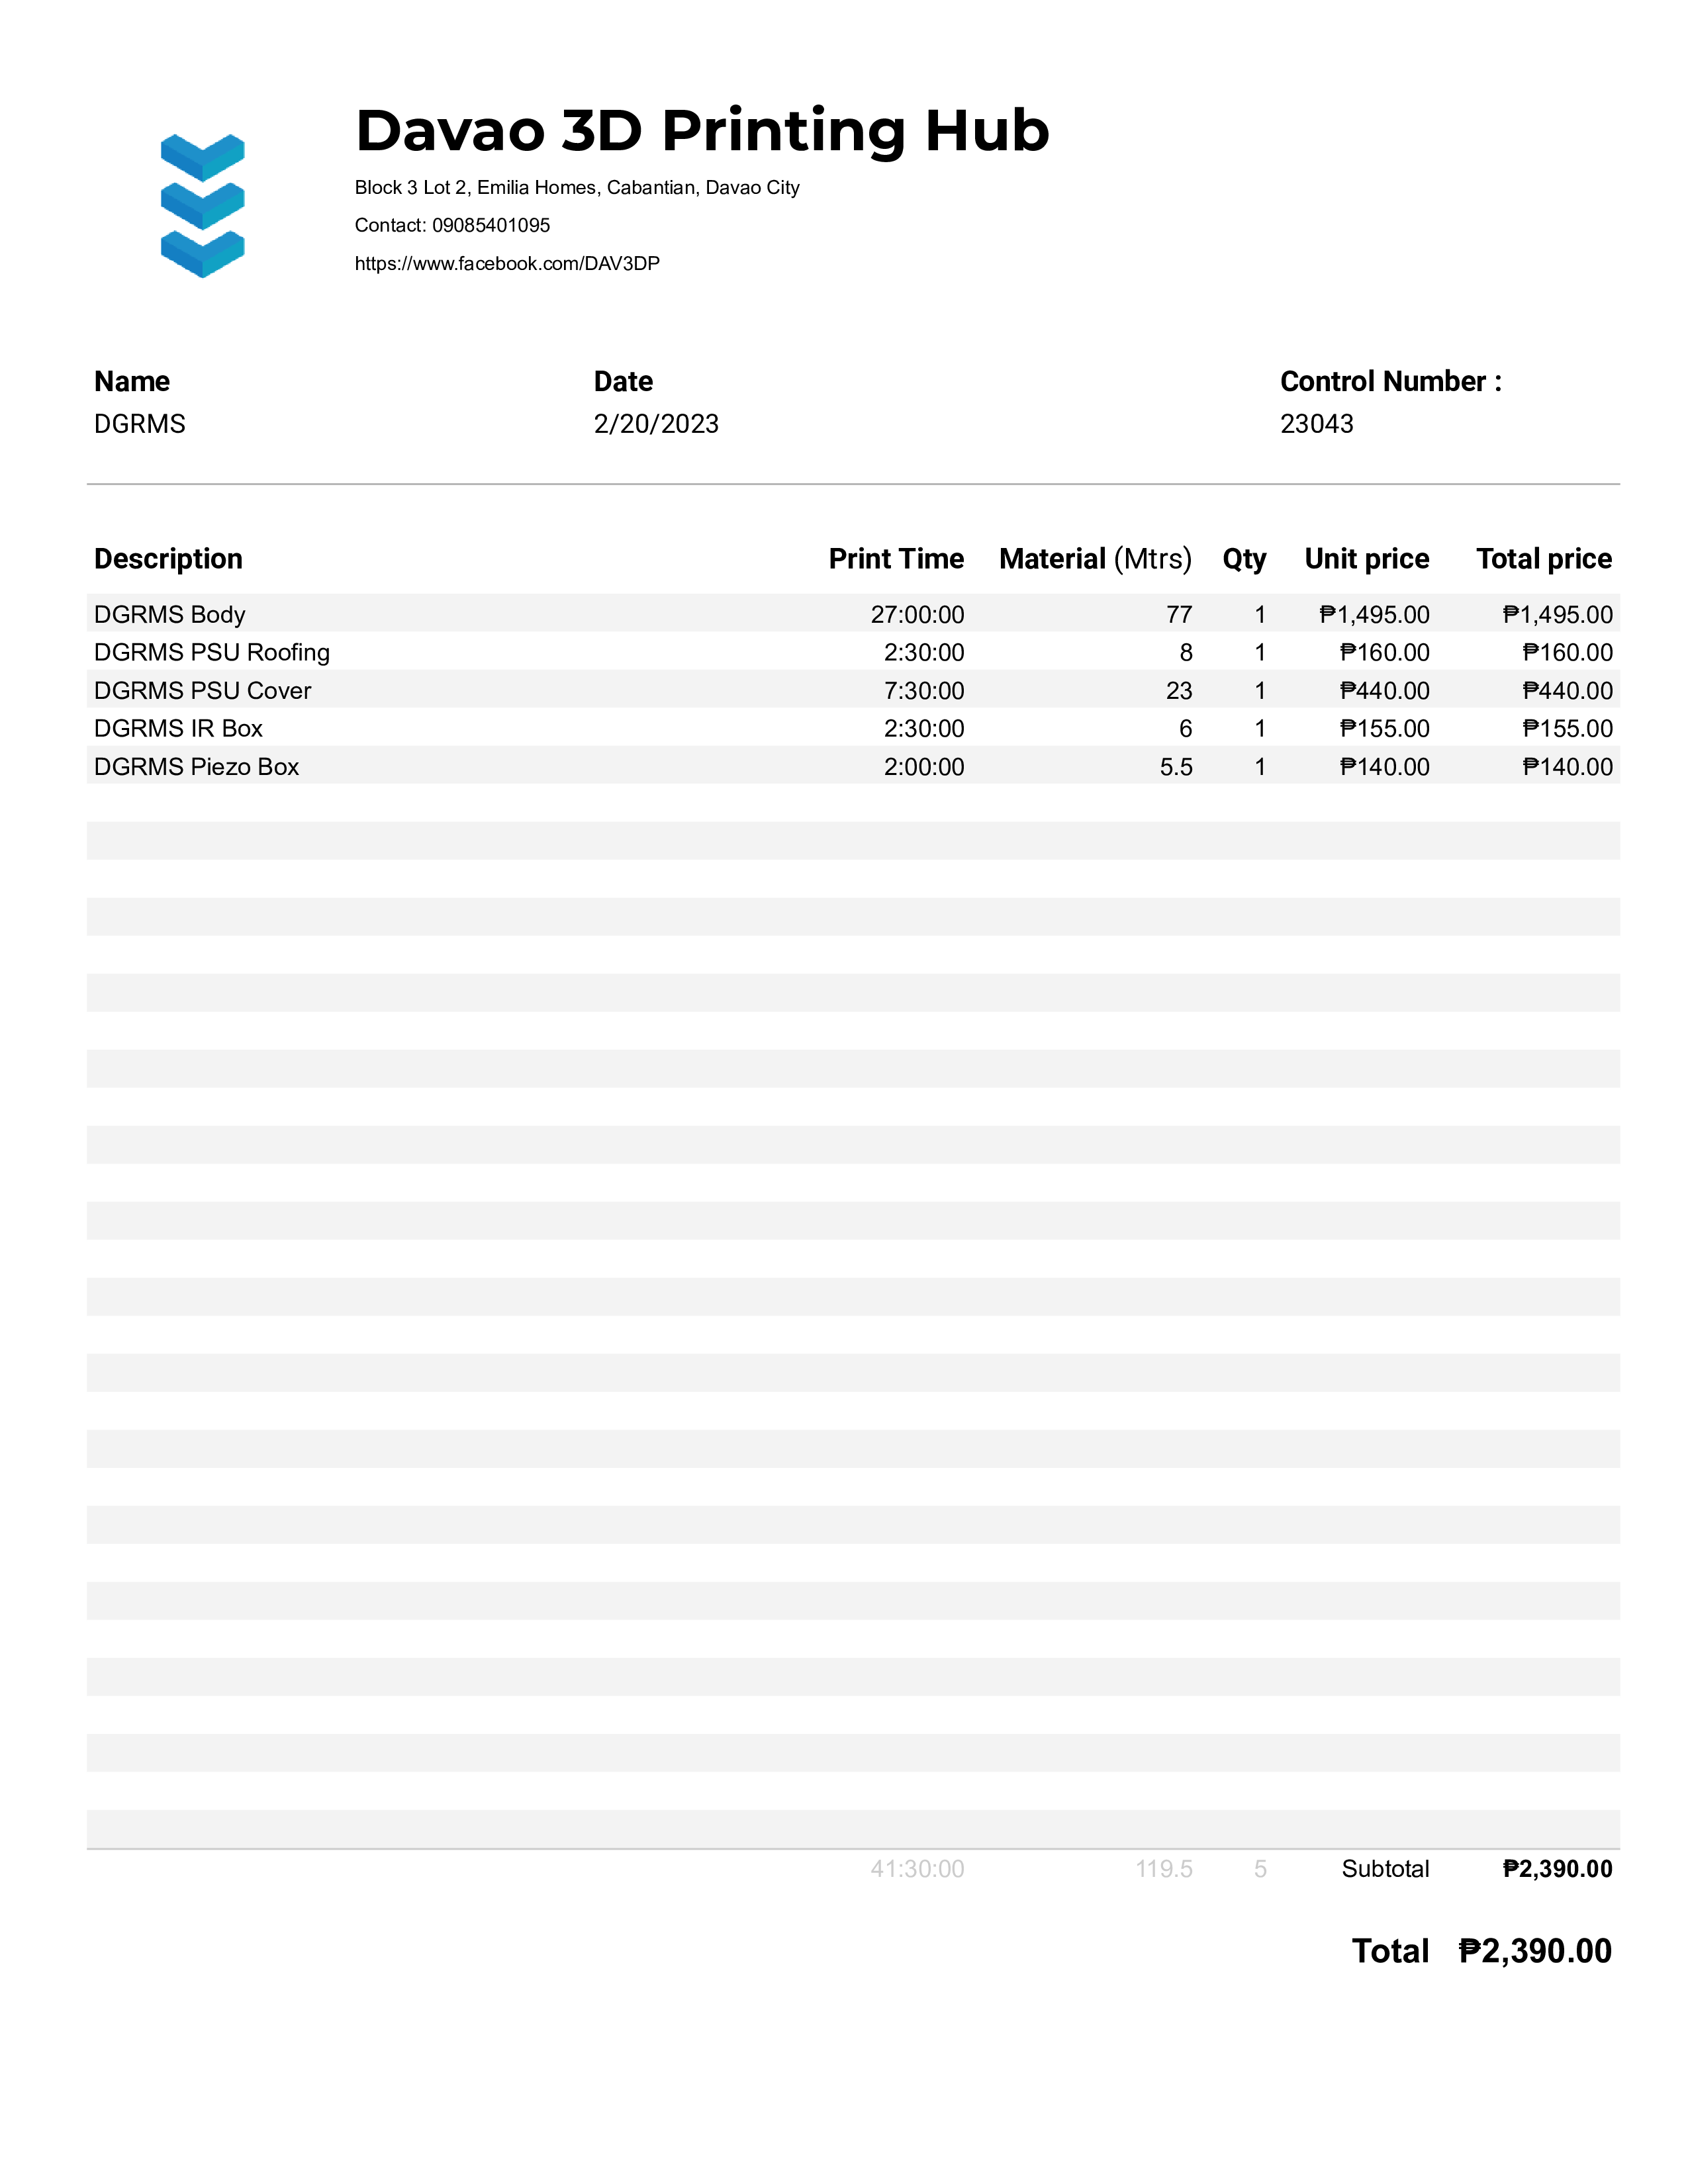 Davao 3D Printing Hub
Block 3 Lot 2, Emilia Homes, Cabantian, Davao City
Contact: 09085401095
https://www.facebook.com/DAV3DP
Name Date Control Number :
DGRMS 2/20/2023 23043
Description Print Time Material (Mtrs) Qty Unit price Total price
DGRMS Body 27:00:00 77 1 ₱1,495.00 ₱1,495.00
DGRMS PSU Roofing 2:30:00 8 1 ₱160.00 ₱160.00
DGRMS PSU Cover 7:30:00 23 1 ₱440.00 ₱440.00
DGRMS IR Box 2:30:00 6 1 ₱155.00 ₱155.00
DGRMS Piezo Box 2:00:00 5.5 1 ₱140.00 ₱140.00
41:30:00 119.5 5 Subtotal ₱2,390.00
Total ₱2,390.00